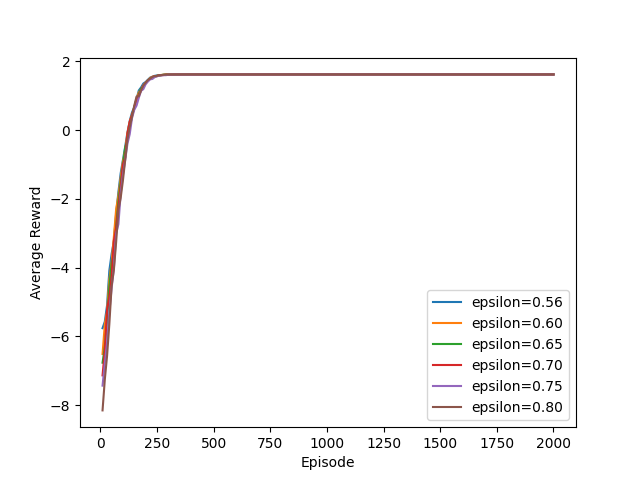 2
0
−2
−4
−6
−8
Average Reward
epsilon=0.56
epsilon=0.60
epsilon=0.65
epsilon=0.70
epsilon=0.75
epsilon=0.80
0 250 500 750 1000 1250 1500 1750 2000
Episode